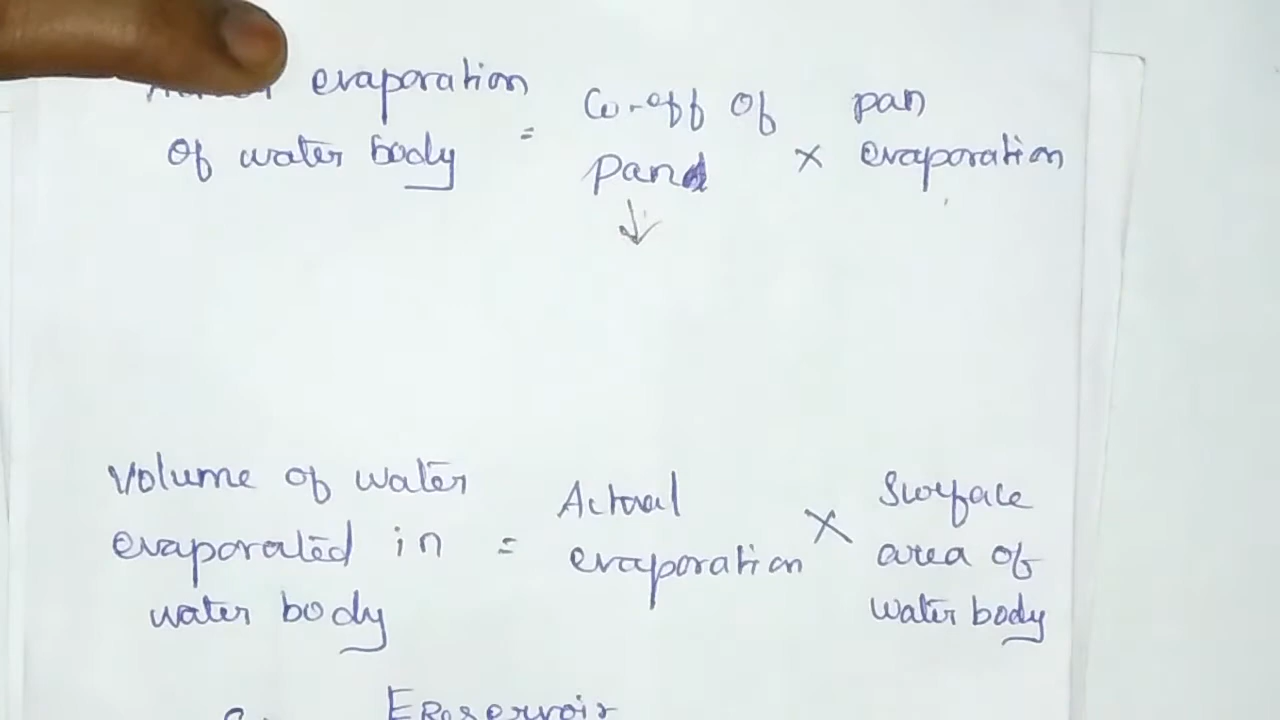 evaporation
of water body = Co-eff of pan × pan evaporation
↓
Volume of water evaporated in water body = Actual evaporation × Surface area of water body
EReservoir